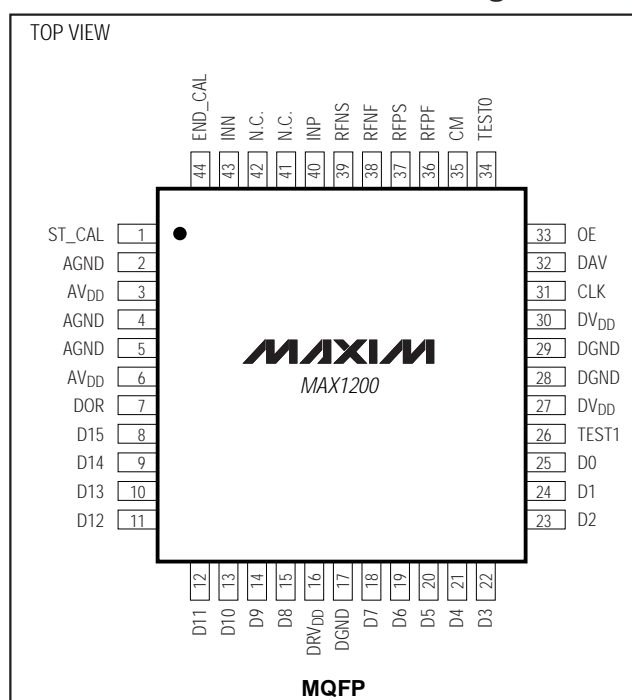 TOP VIEW
END_CAL
INN
N.C.
N.C.
INP
RFNS
RFNF
RFPS
RFPF
CM
TEST0
44
43
42
41
40
39
38
37
36
35
34
ST_CAL 1
AGND 2
AVDD 3
AGND 4
AGND 5
AVDD 6
DOR 7
D15 8
D14 9
D13 10
D12 11
MAXIM
MAX1200
33 OE
32 DAV
31 CLK
30 DVDD
29 DGND
28 DGND
27 DVDD
26 TEST1
25 D0
24 D1
23 D2
12
13
14
15
16
17
18
19
20
21
22
D11
D10
D9
D8
DRVDD
DGND
D7
D6
D5
D4
D3
MQFP